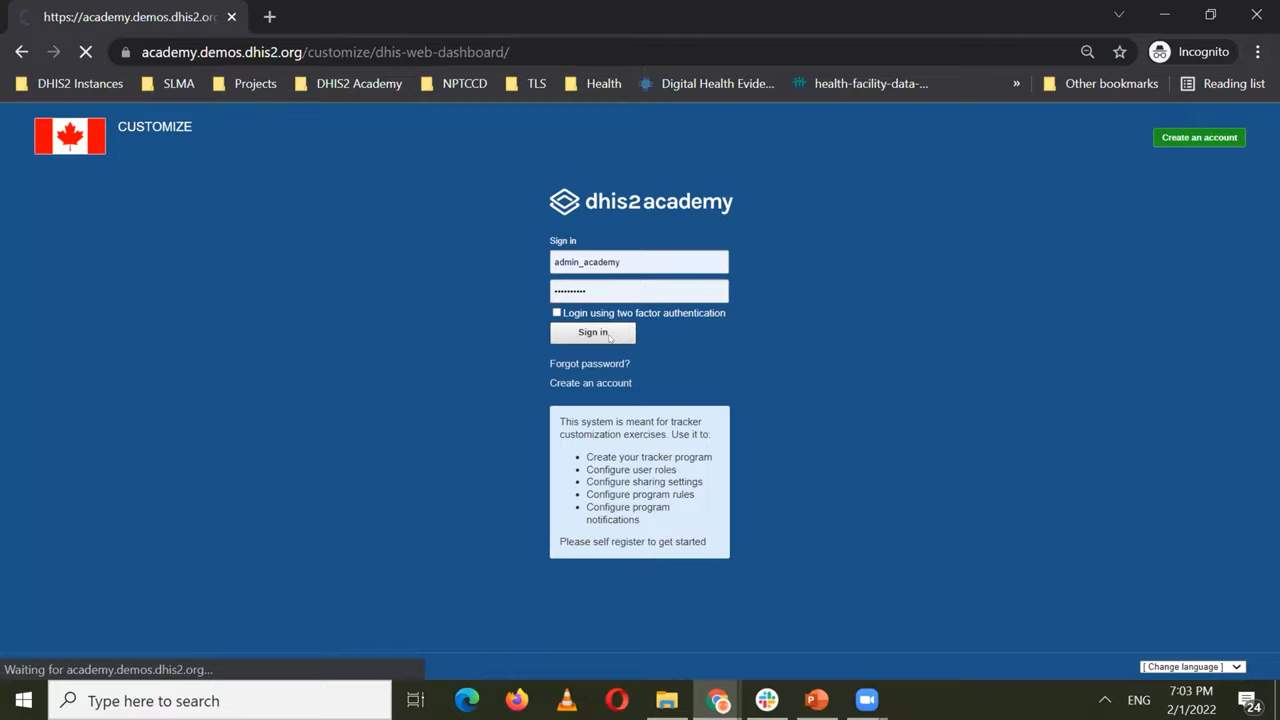 https://academy.demos.dhis2.org
academy.demos.dhis2.org/customize/dhis-web-dashboard/
Incognito
DHIS2 Instances
SLMA
Projects
DHIS2 Academy
NPTCCD
TLS
Health
Digital Health Evide...
health-facility-data-...
»
Other bookmarks
Reading list
CUSTOMIZE
Create an account
dhis2 academy
Sign in
admin_academy
••••••••••
Login using two factor authentication
Sign in
Forgot password?
Create an account
This system is meant for tracker
customization exercises. Use it to:
• Create your tracker program
• Configure user roles
• Configure sharing settings
• Configure program rules
• Configure program
notifications
Please self register to get started
Waiting for academy.demos.dhis2.org...
[ Change language ]
Type here to search
ENG
7:03 PM
2/1/2022
24